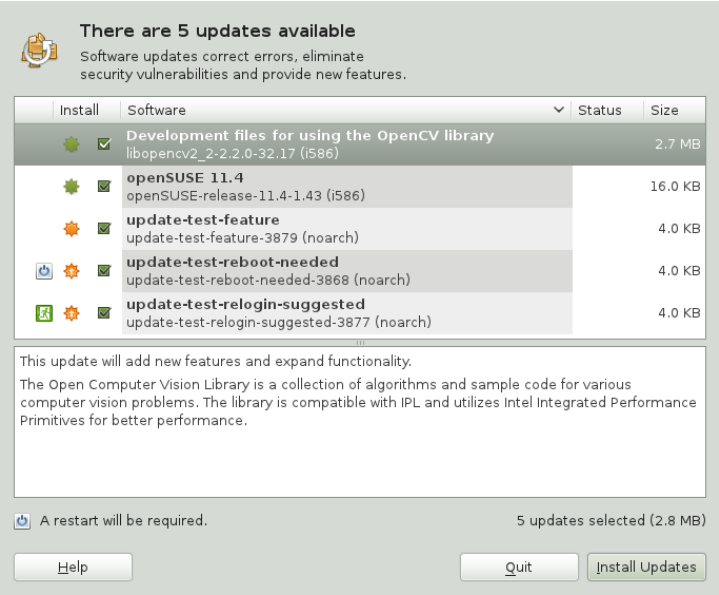 There are 5 updates available
Software updates correct errors, eliminate
security vulnerabilities and provide new features.
Install Software Status Size
Development files for using the OpenCV library
libopencv2_2-2.2.0-32.17 (i586)
2.7 MB
openSUSE 11.4
openSUSE-release-11.4-1.43 (i586)
16.0 KB
update-test-feature
update-test-feature-3879 (noarch)
4.0 KB
update-test-reboot-needed
update-test-reboot-needed-3868 (noarch)
4.0 KB
update-test-relogin-suggested
update-test-relogin-suggested-3877 (noarch)
4.0 KB
This update will add new features and expand functionality.
The Open Computer Vision Library is a collection of algorithms and sample code for various
computer vision problems. The library is compatible with IPL and utilizes Intel Integrated Performance
Primitives for better performance.
A restart will be required. 5 updates selected (2.8 MB)
Help Quit Install Updates